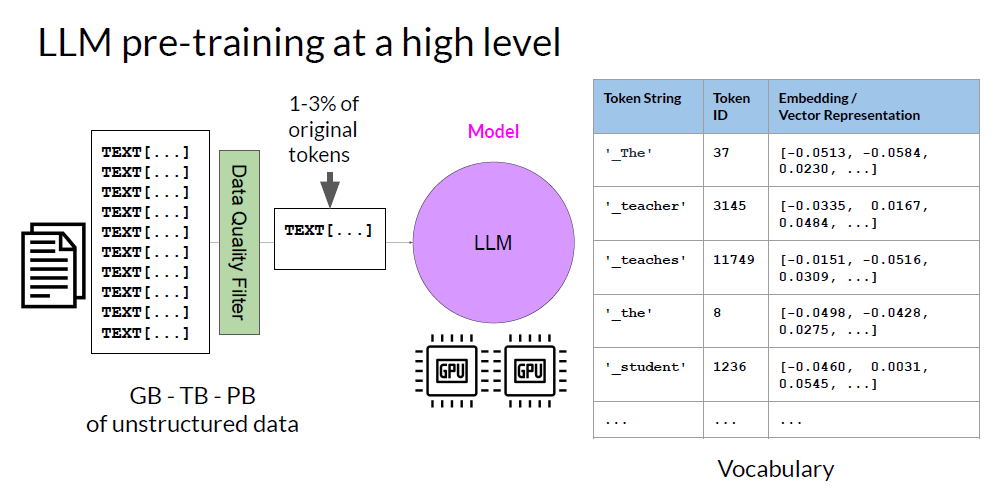 LLM pre-training at a high level
1-3% of
original
tokens
TEXT[...]
TEXT[...]
TEXT[...]
TEXT[...]
TEXT[...]
TEXT[...]
TEXT[...]
TEXT[...]
TEXT[...]
TEXT[...]
Data Quality Filter
TEXT[...]
GB - TB - PB
of unstructured data
Model
LLM
GPU GPU
Token String Token ID Embedding / Vector Representation
'_The' 37 [-0.0513, -0.0584,
0.0230, ...]
'_teacher' 3145 [-0.0335, 0.0167,
0.0484, ...]
'_teaches' 11749 [-0.0151, -0.0516,
0.0309, ...]
'_the' 8 [-0.0498, -0.0428,
0.0275, ...]
'_student' 1236 [-0.0460, 0.0031,
0.0545, ...]
... ... ...
Vocabulary